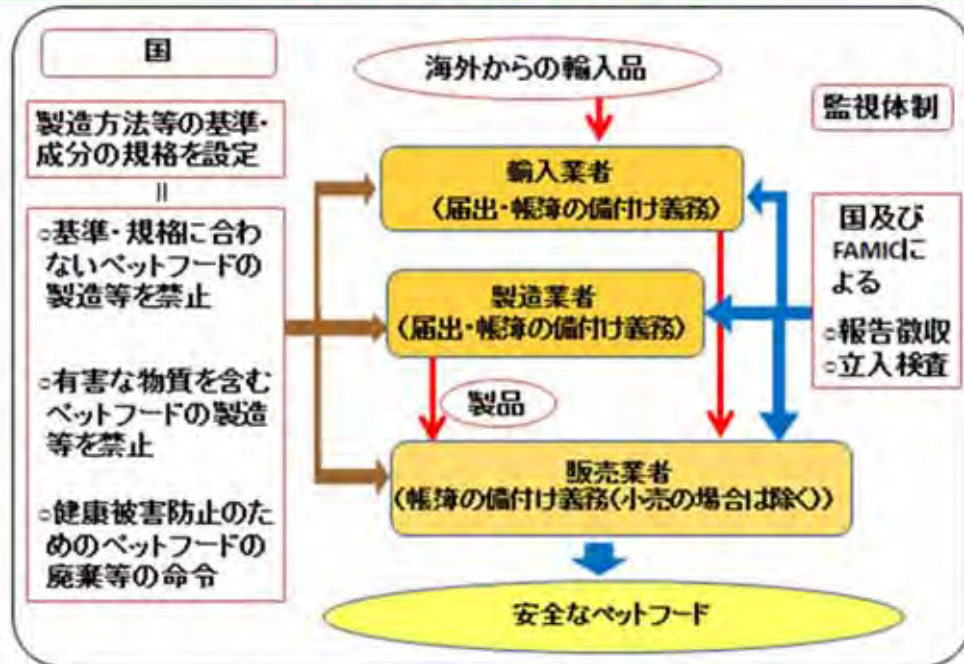 国
製造方法等の基準・
成分の規格を設定
＝
○基準・規格に合わ
ないペットフードの
製造等を禁止
○有害な物質を含む
ペットフードの製造
等を禁止
○健康被害防止のた
めのペットフードの
廃棄等の命令
海外からの輸入品
輸入業者
（届出・帳簿の備付け義務）
製造業者
（届出・帳簿の備付け義務）
製品
販売業者
（帳簿の備付け義務（小売の場合は除く））
安全なペットフード
監視体制
国及び
FAMICに
よる
○報告徴収
○立入検査